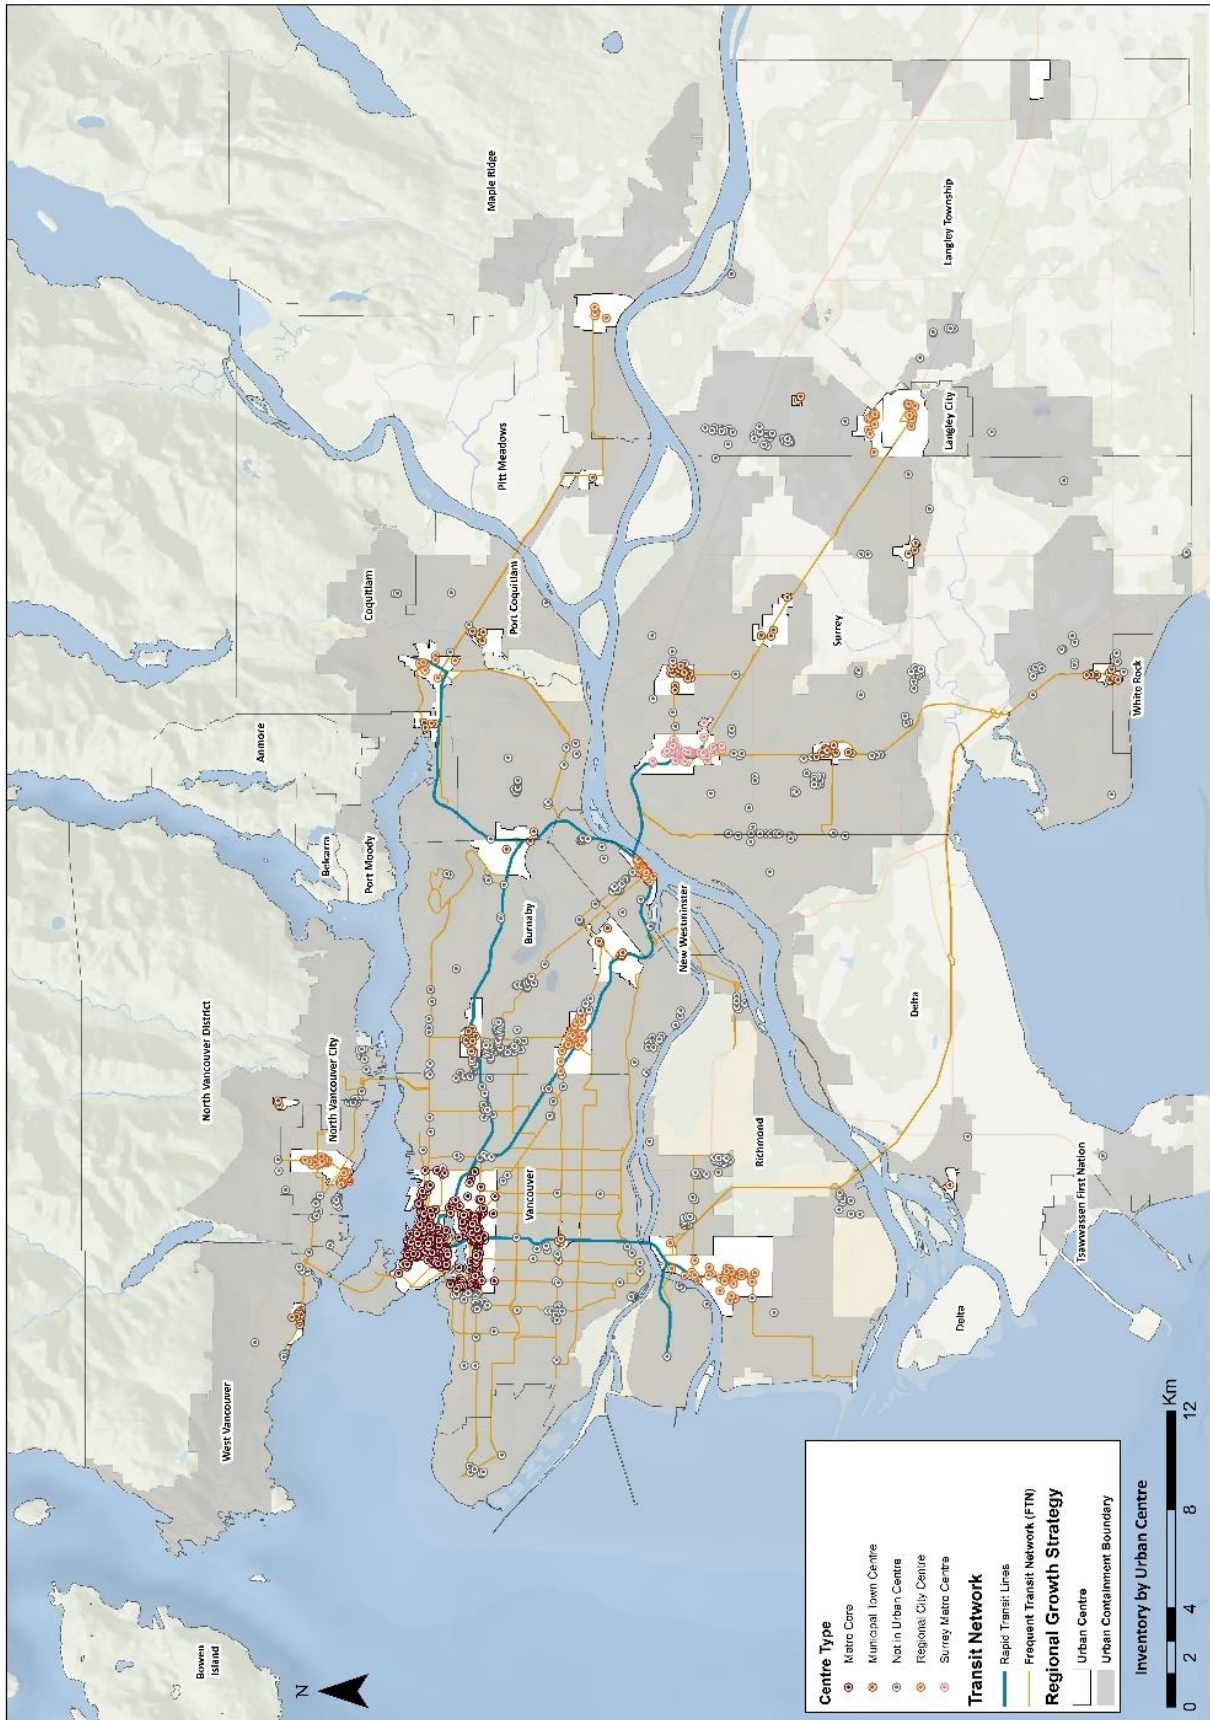 Bowen
Island
West Vancouver
North Vancouver District
North Vancouver City
Belcarra
Anmore
Port Moody
Coquitlam
Port Coquitlam
Pitt Meadows
Maple Ridge
Vancouver
Burnaby
New Westminster
Richmond
Surrey
Langley City
Langley Township
Delta
Delta
Tsawwassen First Nation
White Rock
N
Centre Type
Metro Core
Municipal Town Centre
Not in Urban Centre
Regional City Centre
Surrey Metro Centre
Transit Network
Rapid Transit Lines
Frequent Transit Network (FTN)
Regional Growth Strategy
Urban Centre
Urban Containment Boundary
Inventory by Urban Centre
0 2 4 8 12
Km